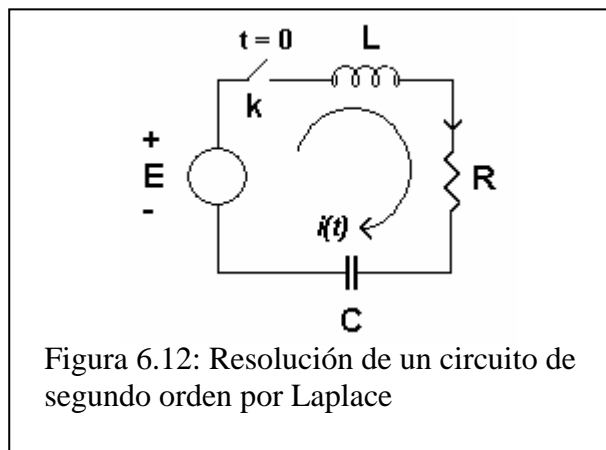 t = 0
L
k
+
E
-
R
i(t)
C
Figura 6.12: Resolución de un circuito de
segundo orden por Laplace